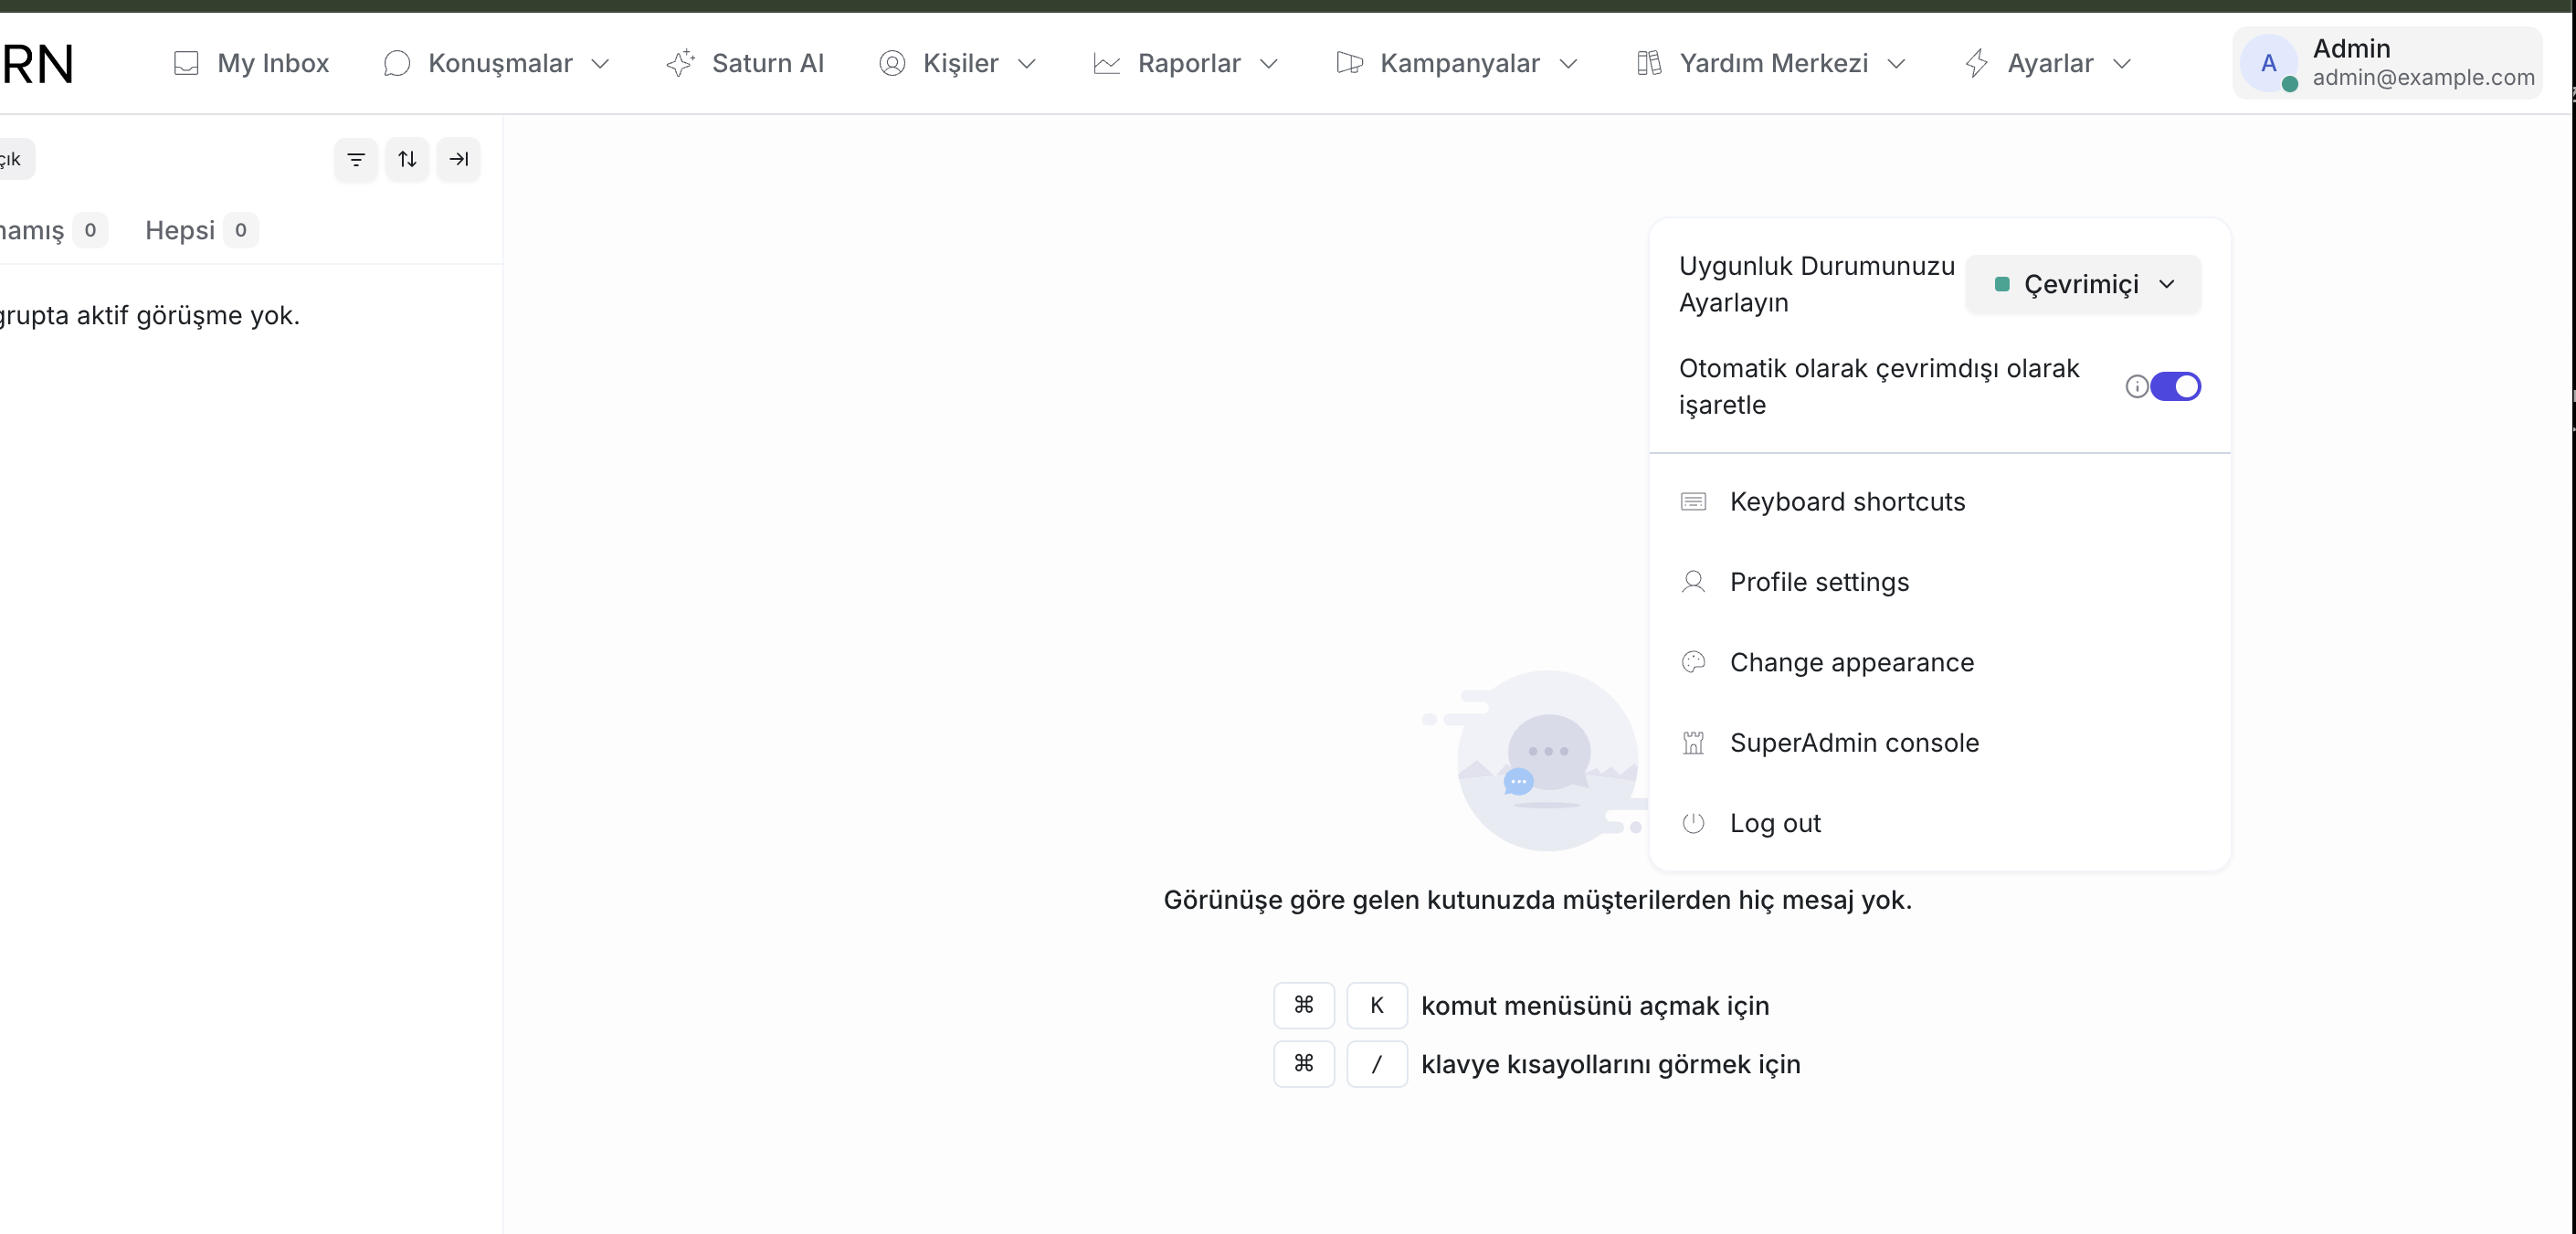 RN
My Inbox
Konuşmalar
Saturn AI
Kişiler
Raporlar
Kampanyalar
Yardım Merkezi
Ayarlar
A
Admin
admin@example.com
çık
namış 0
Hepsi 0
grupta aktif görüşme yok.
Uygunluk Durumunuzu
Ayarlayın
Çevrimiçi
Otomatik olarak çevrimdışı olarak
işaretle
Keyboard shortcuts
Profile settings
Change appearance
SuperAdmin console
Log out
Görünüşe göre gelen kutunuzda müşterilerden hiç mesaj yok.
⌘ K komut menüsünü açmak için
⌘ / klavye kısayollarını görmek için